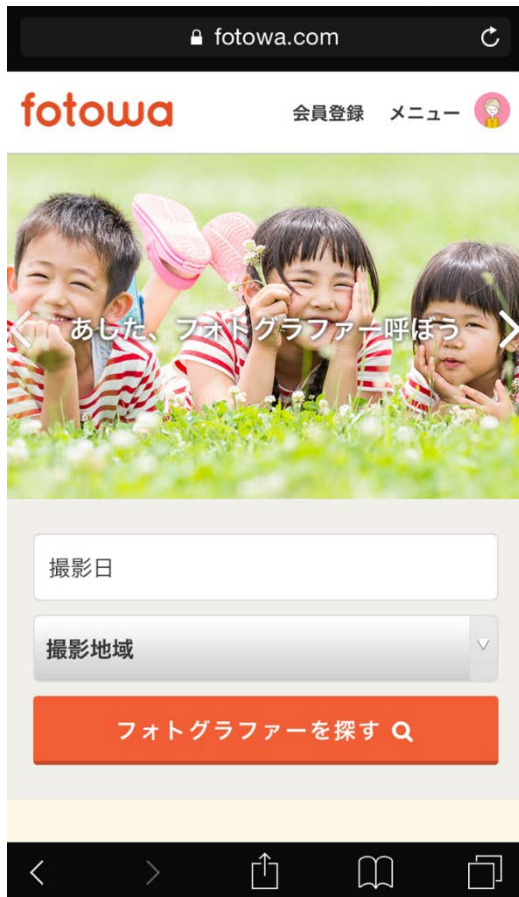 fotowa.com
fotowa 会員登録 メニュー
あした、フォトグラファー呼ぼう
撮影日
撮影地域
フォトグラファーを探す